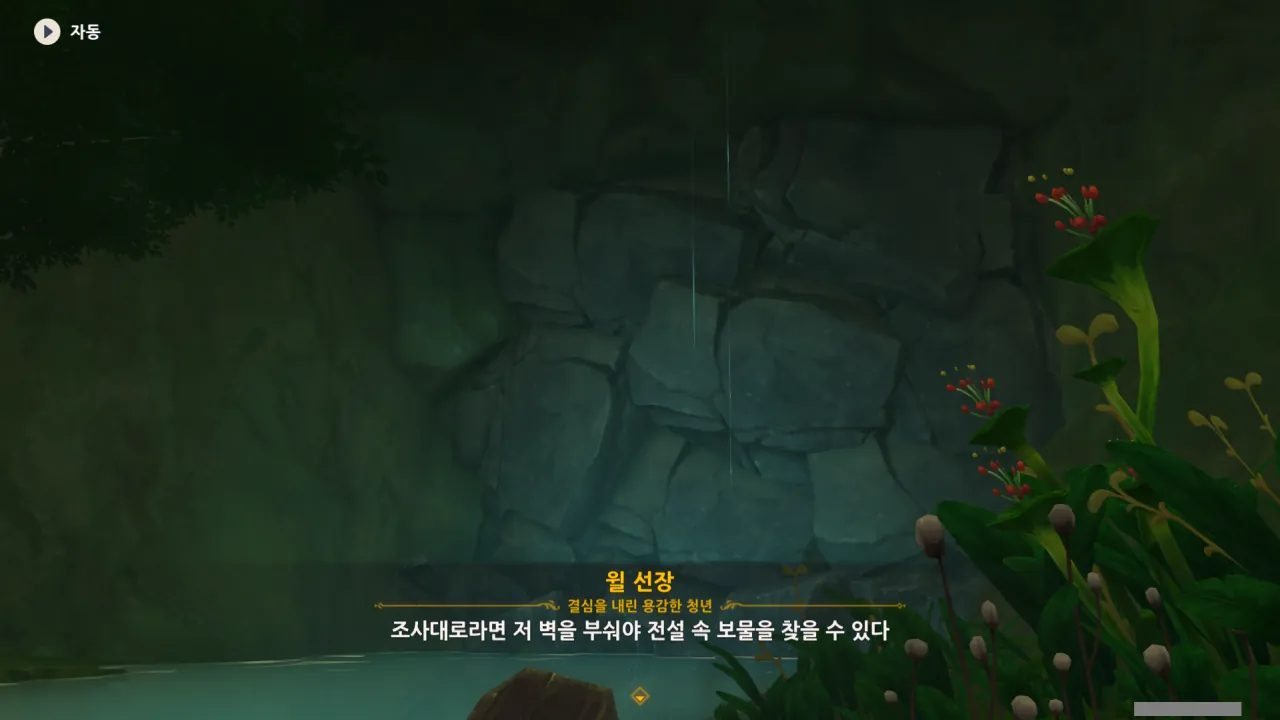 자동
윌 선장
결심을 내린 용감한 청년
조사대로라면 저 벽을 부숴야 전설 속 보물을 찾을 수 있다